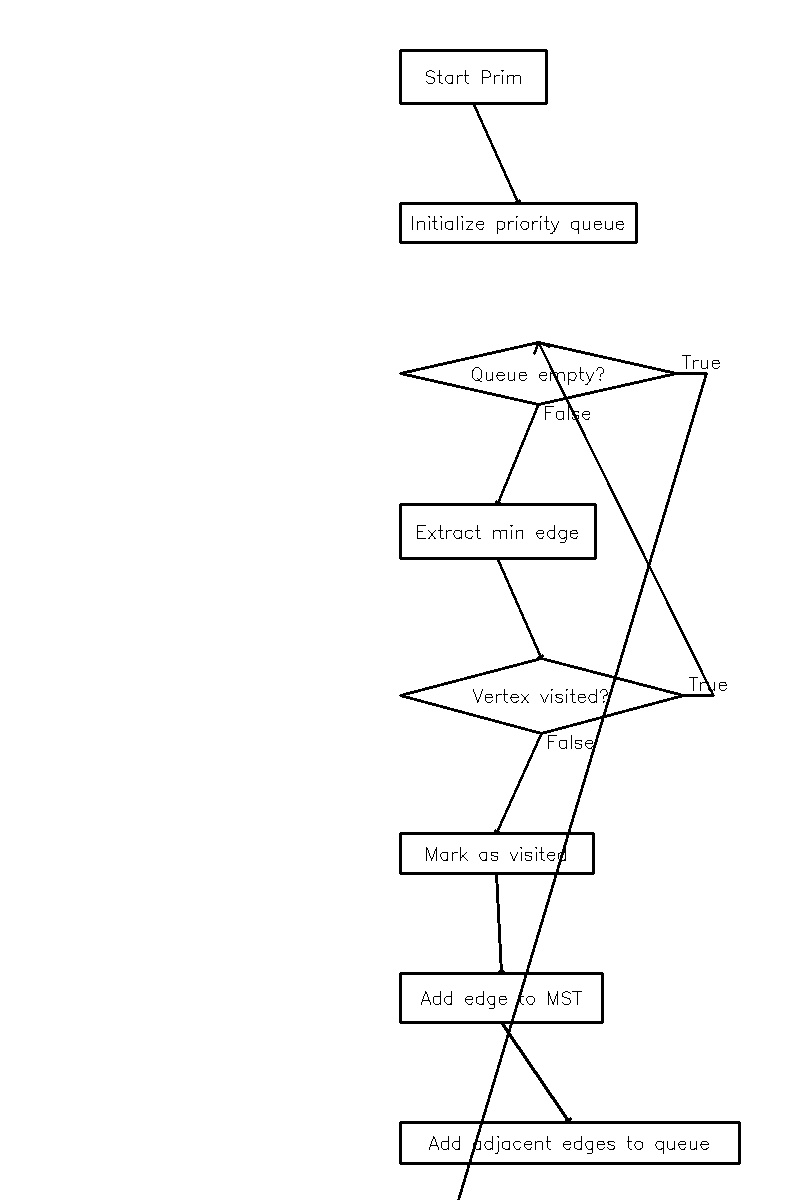 Start Prim
Initialize priority queue
True
Queue empty?
False
Extract min edge
True
Vertex visited?
False
Mark as visited
Add edge to MST
Add adjacent edges to queue